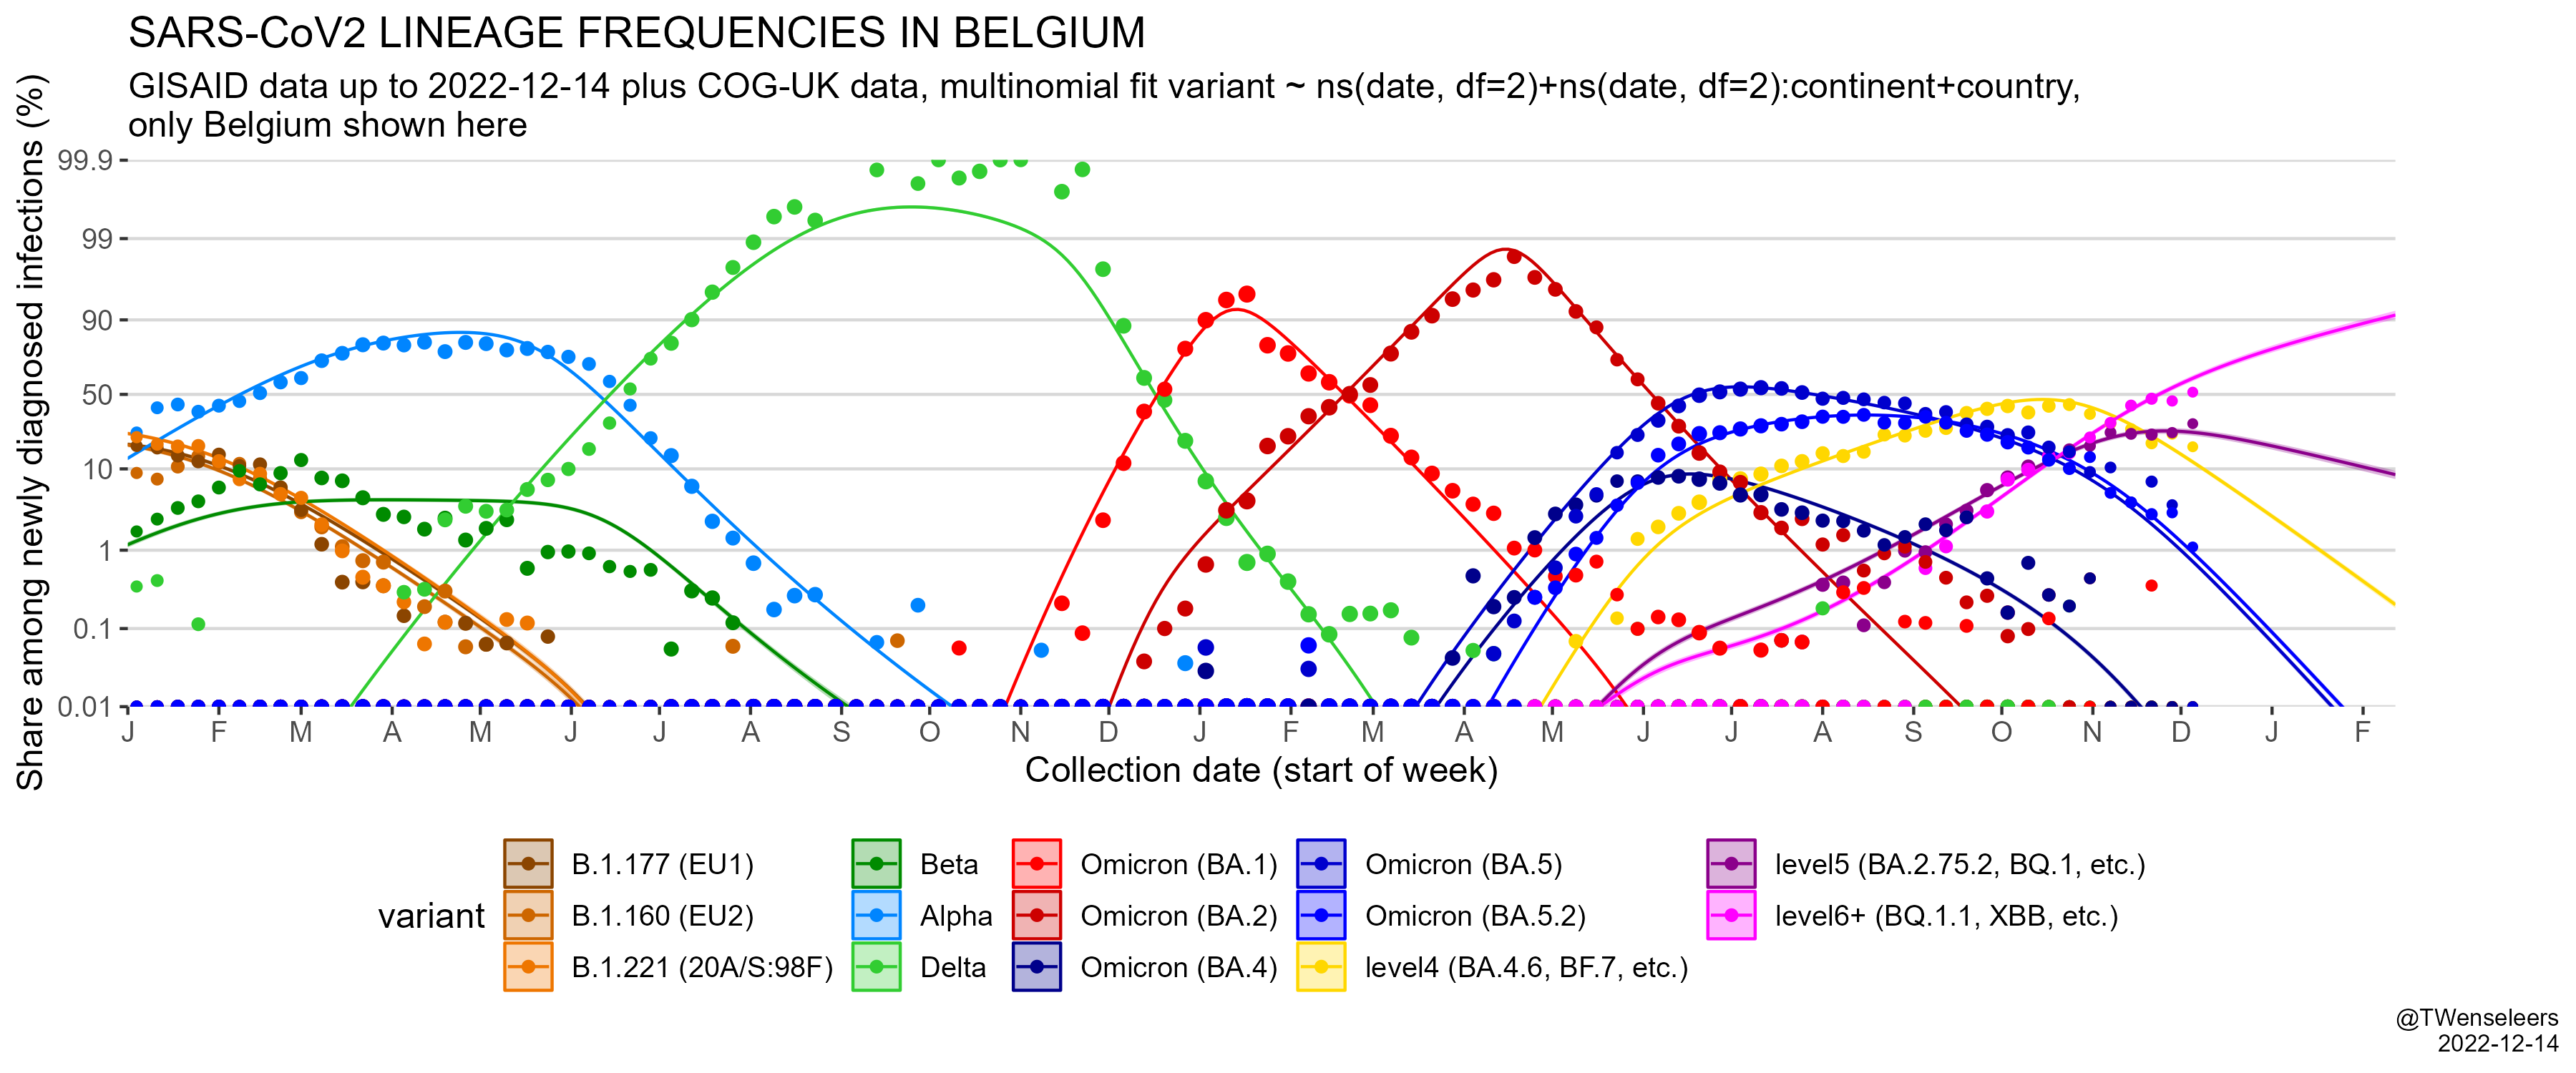 SARS-CoV2 LINEAGE FREQUENCIES IN BELGIUM
GISAID data up to 2022-12-14 plus COG-UK data, multinomial fit variant ~ ns(date, df=2)+ns(date, df=2):continent+country,
only Belgium shown here
Share among newly diagnosed infections (%)
99.9
99
90
50
10
1
0.1
0.01
J F M A M J J A S O N D J F M A M J J A S O N D J F
Collection date (start of week)
variant
B.1.177 (EU1)
B.1.160 (EU2)
B.1.221 (20A/S:98F)
Beta
Alpha
Delta
Omicron (BA.1)
Omicron (BA.2)
Omicron (BA.4)
Omicron (BA.5)
Omicron (BA.5.2)
level4 (BA.4.6, BF.7, etc.)
level5 (BA.2.75.2, BQ.1, etc.)
level6+ (BQ.1.1, XBB, etc.)
@TWenseleers
2022-12-14